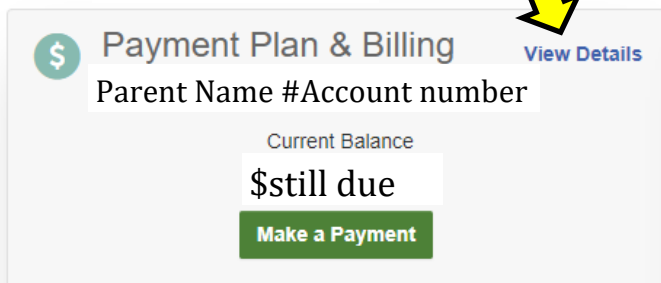 $ Payment Plan & Billing View Details
Parent Name #Account number
Current Balance
$still due
Make a Payment